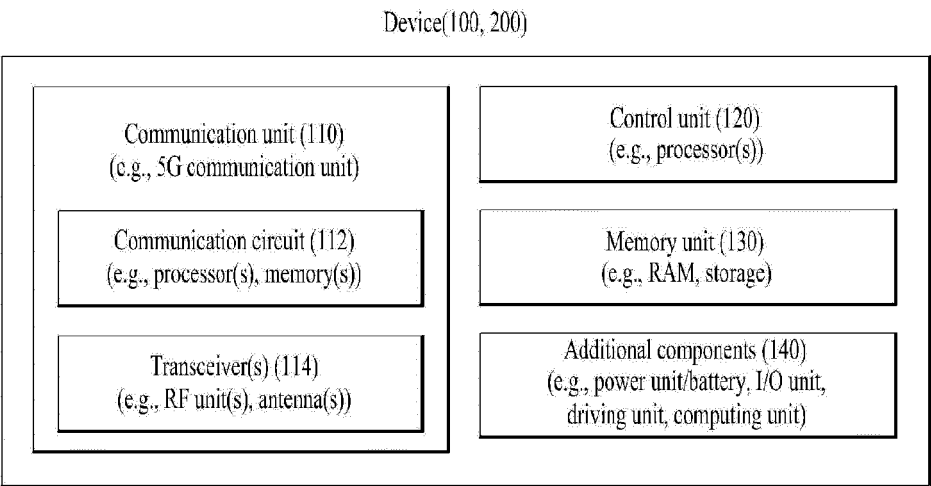 Device(100, 200)
Communication unit (110)
(e.g., 5G communication unit)
Communication circuit (112)
(e.g., processor(s), memory(s))
Transceiver(s) (114)
(e.g., RF unit(s), antenna(s))
Control unit (120)
(e.g., processor(s))
Memory unit (130)
(e.g., RAM, storage)
Additional components (140)
(e.g., power unit/battery, I/O unit,
driving unit, computing unit)